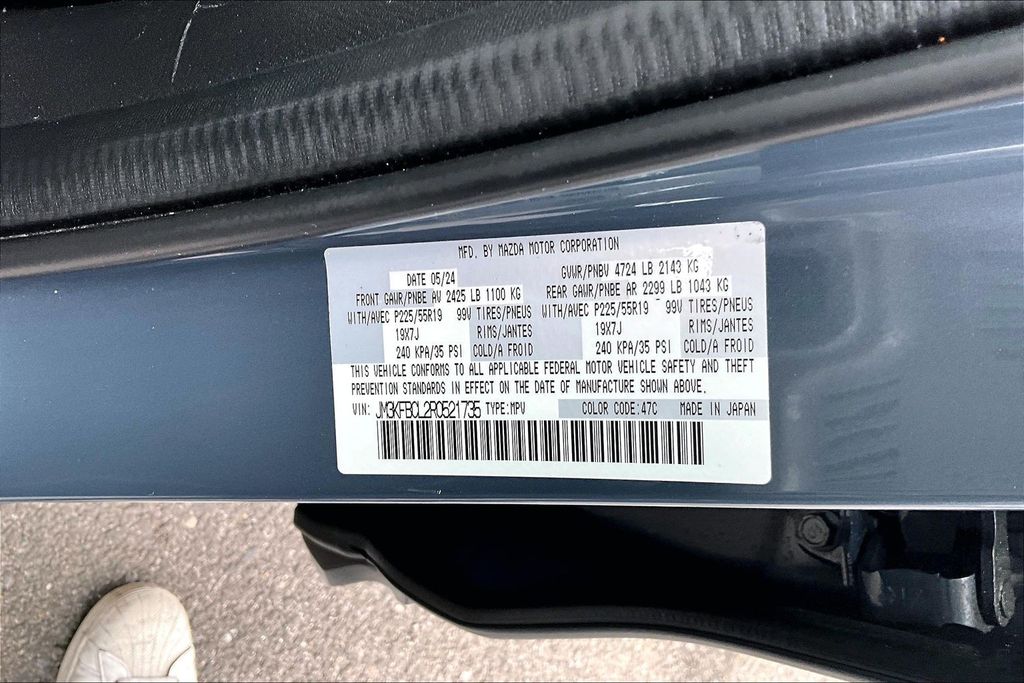 MFD. BY MAZDA MOTOR CORPORATION
DATE 05/24 GVWR/PNBV 4724 LB 2143 KG
FRONT GAWR/PNBE AV 2425 LB 1100 KG REAR GAWR/PNBE AR 2299 LB 1043 KG
WITH/AVEC P225/55R19 99V TIRES/PNEUS WITH/AVEC P225/55R19 99V TIRES/PNEUS
19X7J RIMS/JANTES 19X7J RIMS/JANTES
240 KPA/35 PSI COLD/A FROID 240 KPA/35 PSI COLD/A FROID
THIS VEHICLE CONFORMS TO ALL APPLICABLE FEDERAL MOTOR VEHICLE SAFETY AND THEFT
PREVENTION STANDARDS IN EFFECT ON THE DATE OF MANUFACTURE SHOWN ABOVE.
VIN: JM3KFBCL2R0521735 TYPE:MPV COLOR CODE:47C MADE IN JAPAN